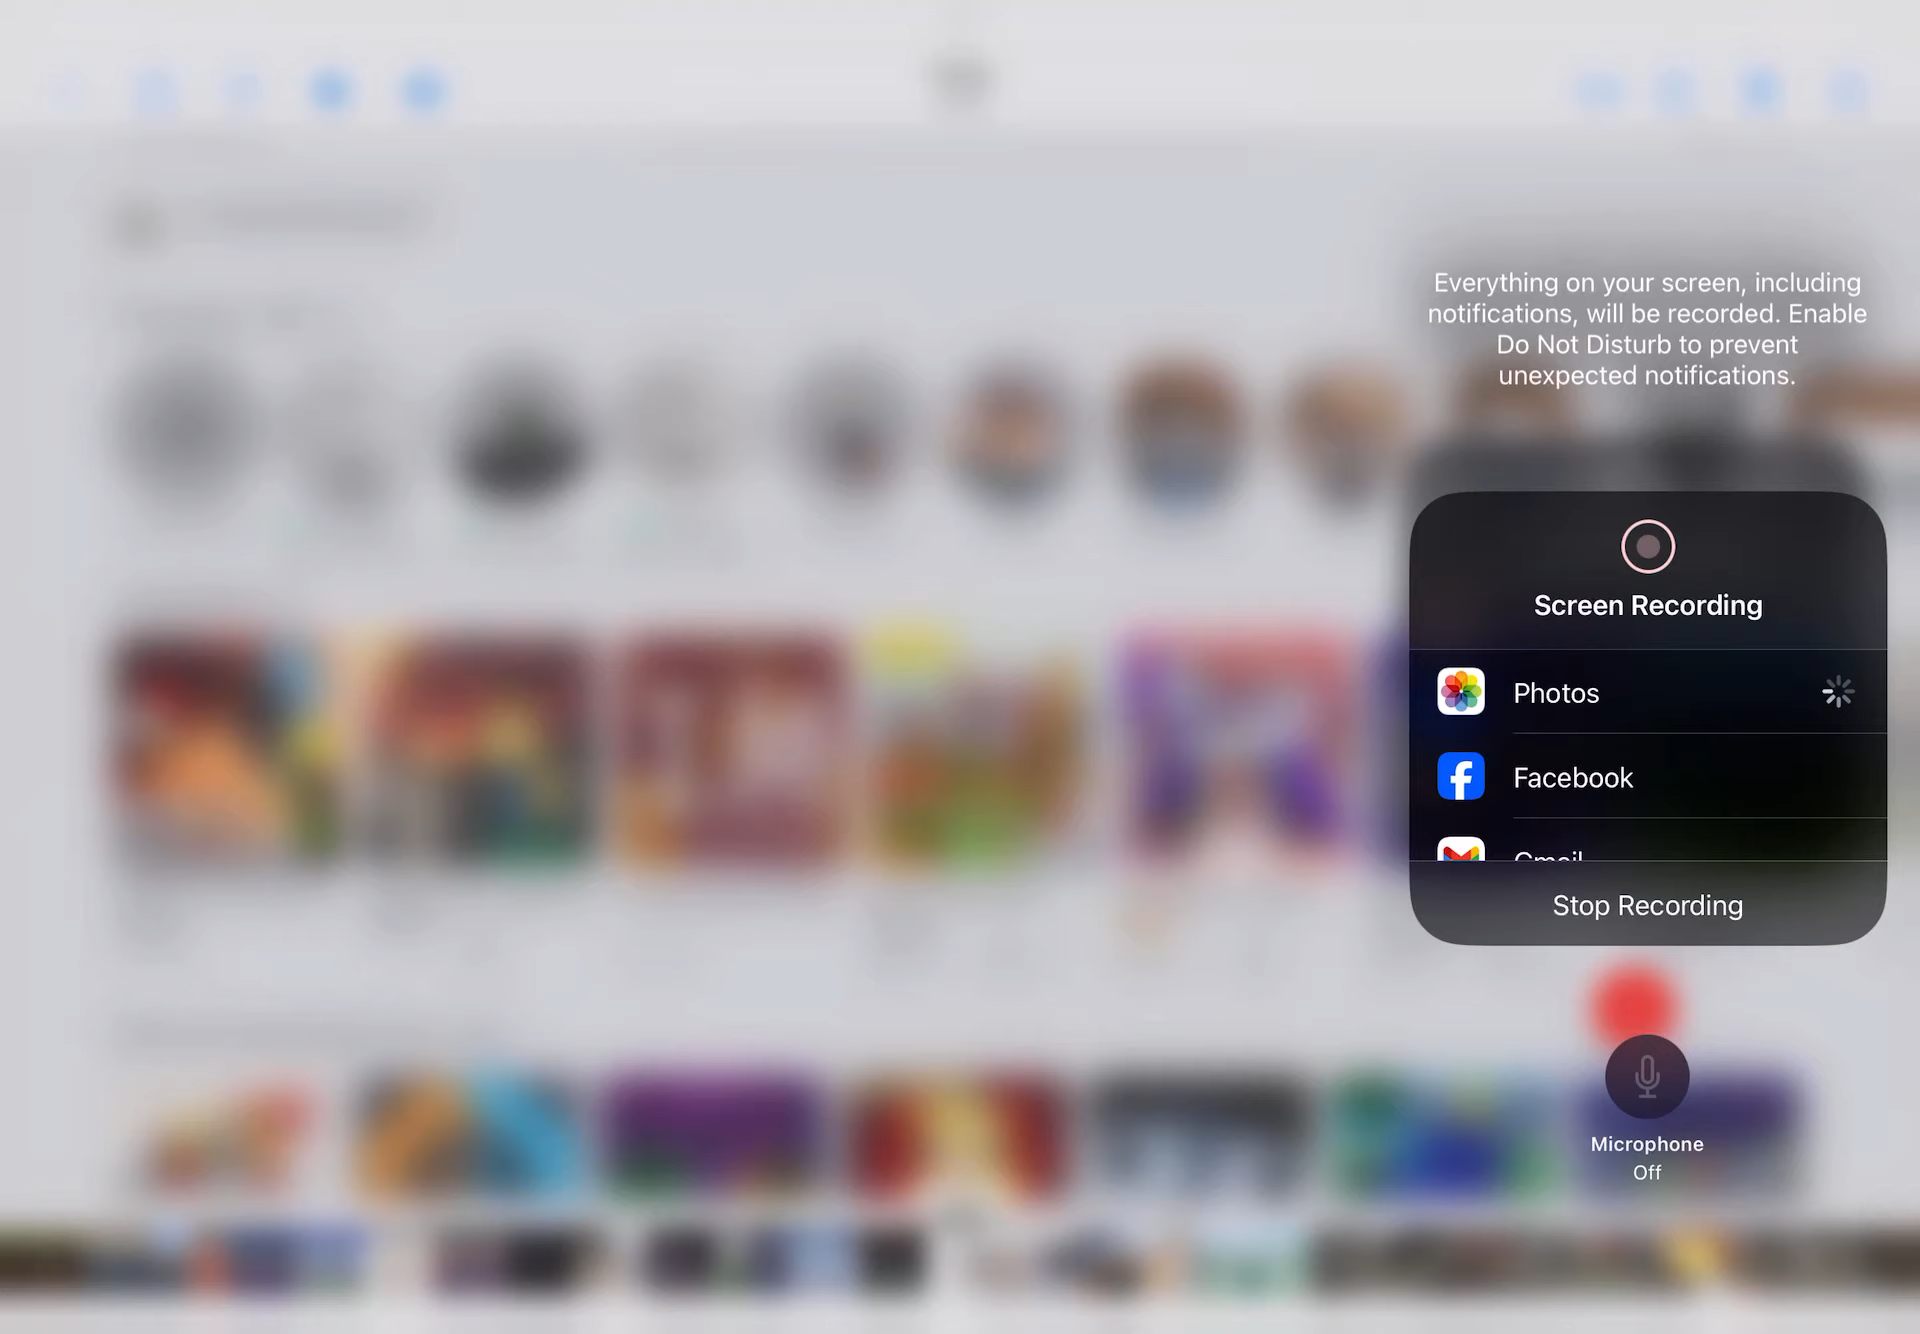 Everything on your screen, including
notifications, will be recorded. Enable
Do Not Disturb to prevent
unexpected notifications.
Screen Recording
Photos
Facebook
Gmail
Stop Recording
Microphone
Off